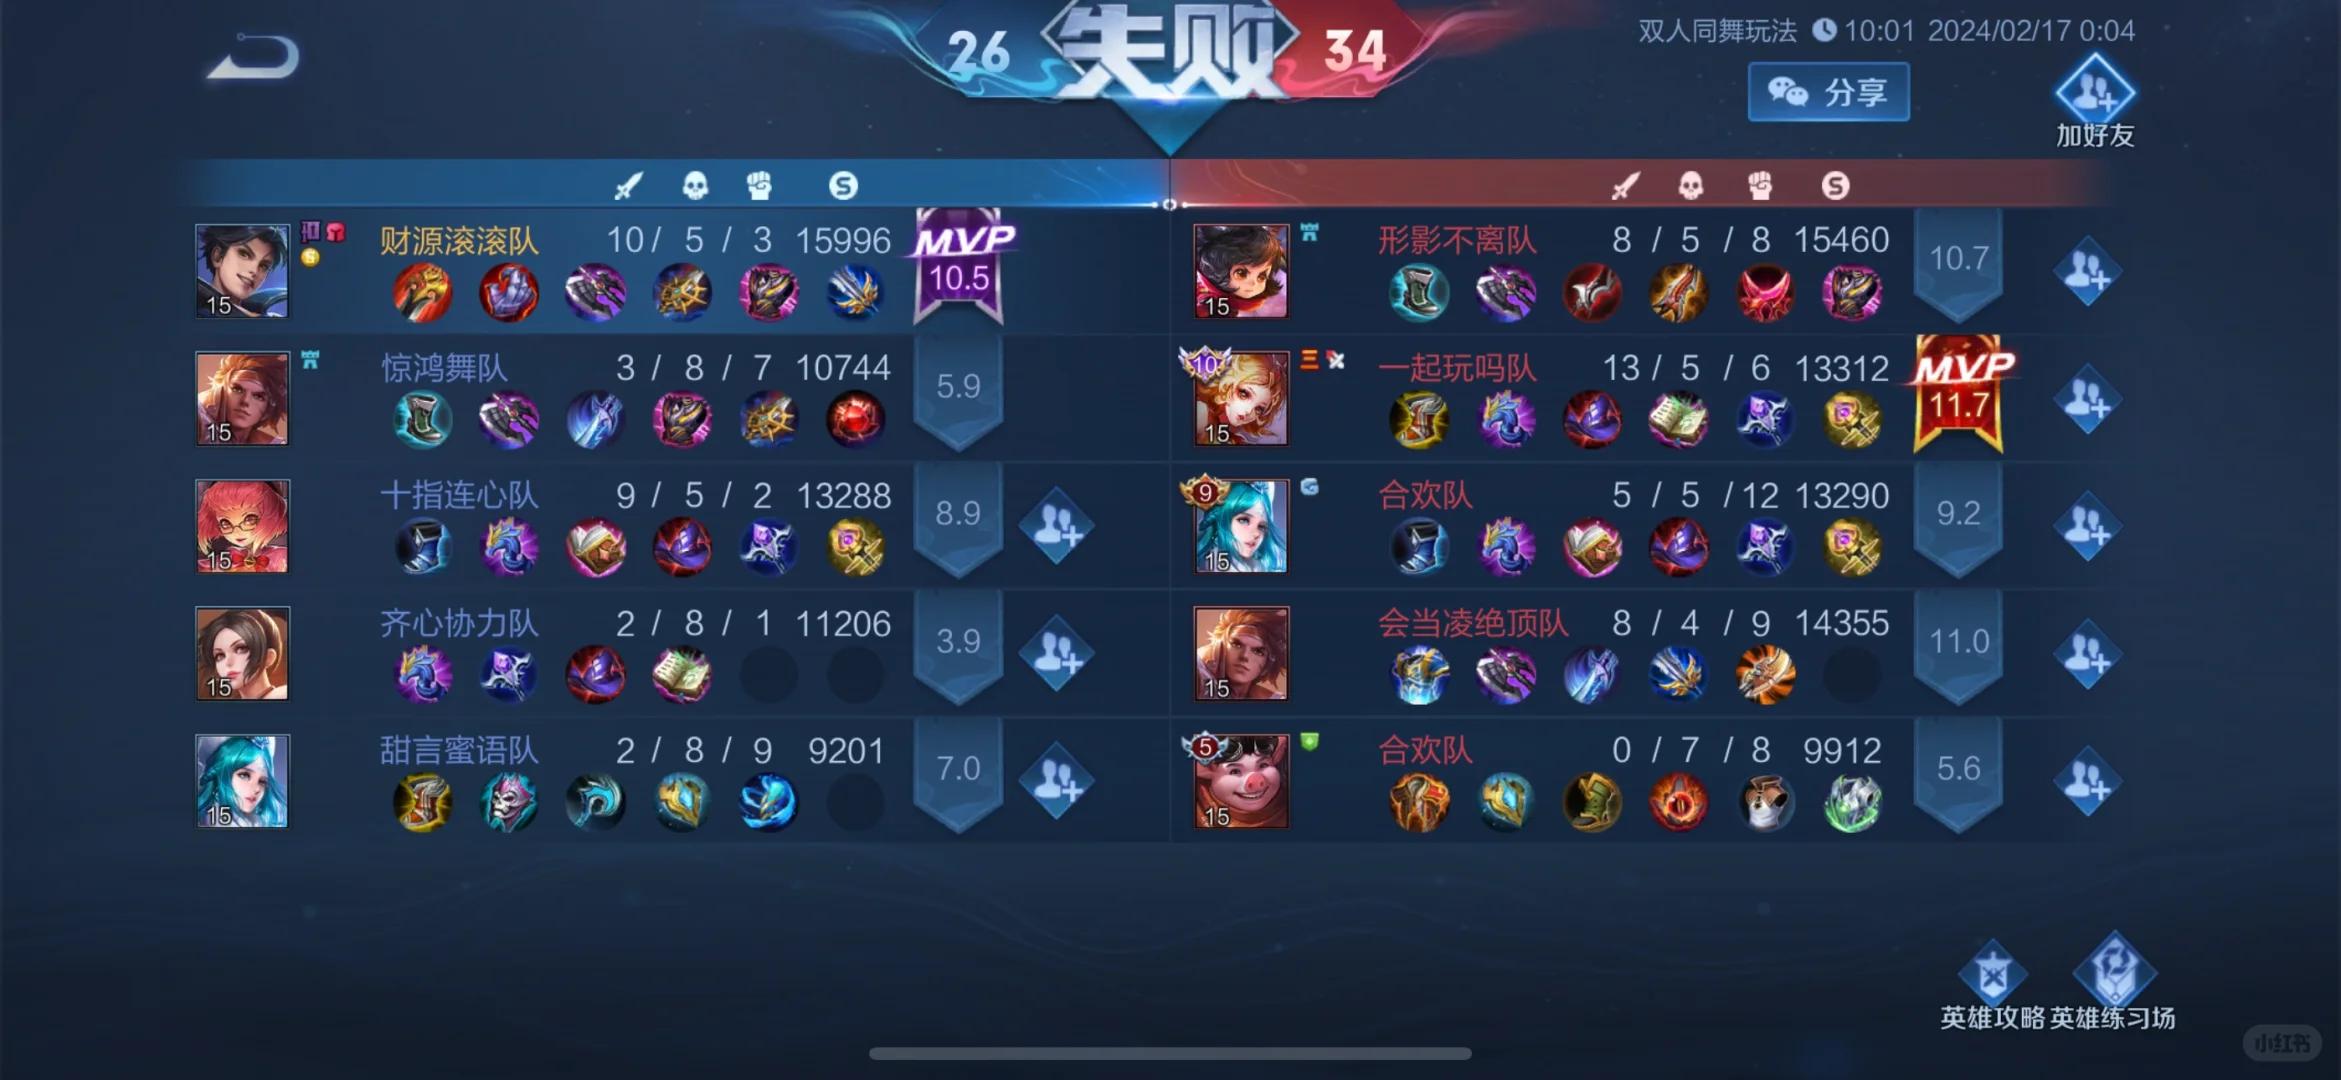 26 失败 34
双人同舞玩法 10:01 2024/02/17 0:04
分享
加好友
财源滚滚队 10 / 5 / 3 15996
MVP
10.5
15
惊鸿舞队 3 / 8 / 7 10744
5.9
15
十指连心队 9 / 5 / 2 13288
8.9
15
齐心协力队 2 / 8 / 1 11206
3.9
15
甜言蜜语队 2 / 8 / 9 9201
7.0
15
形影不离队 8 / 5 / 8 15460
10.7
15
10
一起玩吗队 13 / 5 / 6 13312
MVP
11.7
15
9
合欢队 5 / 5 / 12 13290
9.2
15
会当凌绝顶队 8 / 4 / 9 14355
11.0
15
5
合欢队 0 / 7 / 8 9912
5.6
15
英雄攻略 英雄练习场
小红书